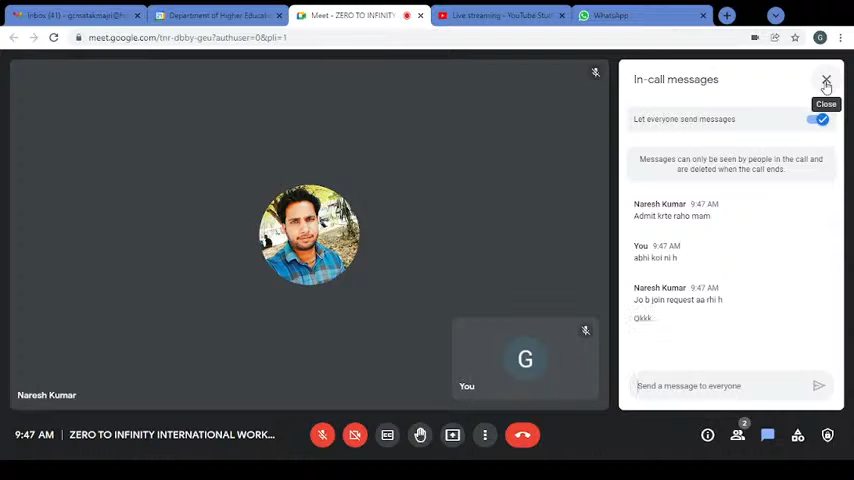 Inbox (41) – gcmatakmajri@h
Department of Higher Educati
Meet – ZERO TO INFINITY
Live streaming – YouTube Stud
WhatsApp
meet.google.com/tnr-dbby-geu?authuser=0&pli=1
G
In-call messages
Close
Let everyone send messages
Messages can only be seen by people in the call and
are deleted when the call ends.
Naresh Kumar 9:47 AM
Admit krte raho mam
You 9:47 AM
abhi koi ni h
Naresh Kumar 9:47 AM
Jo b join request aa rhi h
Okkk...
G
You
Naresh Kumar
Send a message to everyone
9:47 AM | ZERO TO INFINITY INTERNATIONAL WORK...
2